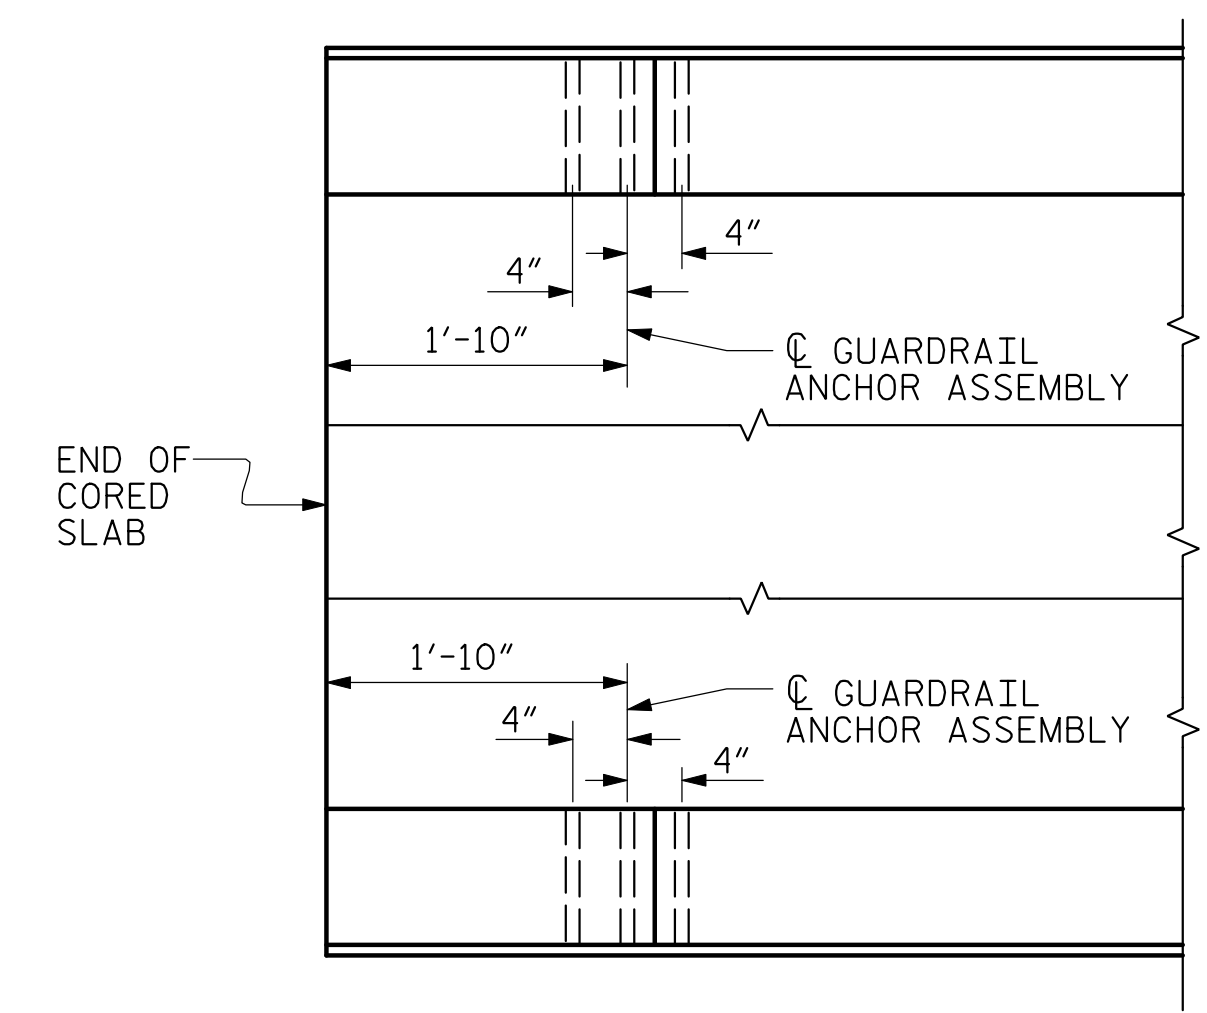 4"
4"
1'-10"
℄ GUARDRAIL
ANCHOR ASSEMBLY
END OF
CORED
SLAB
1'-10"
℄ GUARDRAIL
ANCHOR ASSEMBLY
4"
4"